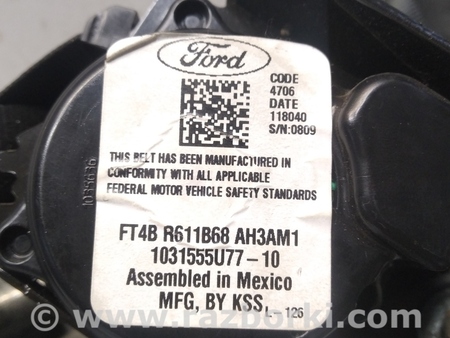 Ford
CODE
4706
DATE
118040
S/N:0809
THIS BELT HAS BEEN MANUFACTURED IN
CONFORMITY WITH ALL APPLICABLE
FEDERAL MOTOR VEHICLE SAFETY STANDARDS
FT4B R611B68 AH3AM1
1031555U77-10
Assembled in Mexico
MFG, BY KSS
L-126
www.razborki.com